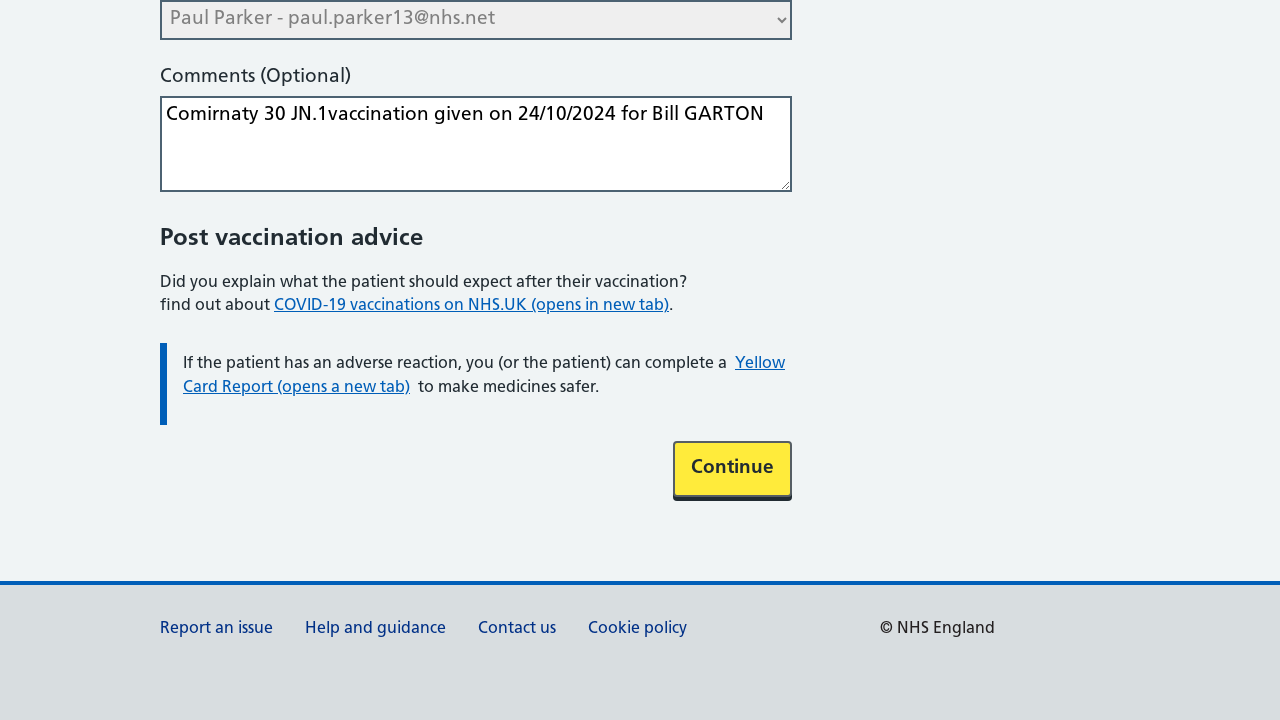 Paul Parker - paul.parker13@nhs.net
Comments (Optional)
Comirnaty 30 JN.1vaccination given on 24/10/2024 for Bill GARTON
Post vaccination advice
Did you explain what the patient should expect after their vaccination?
find out about COVID-19 vaccinations on NHS.UK (opens in new tab).
If the patient has an adverse reaction, you (or the patient) can complete a Yellow
Card Report (opens a new tab) to make medicines safer.
Continue
Report an issue Help and guidance Contact us Cookie policy © NHS England